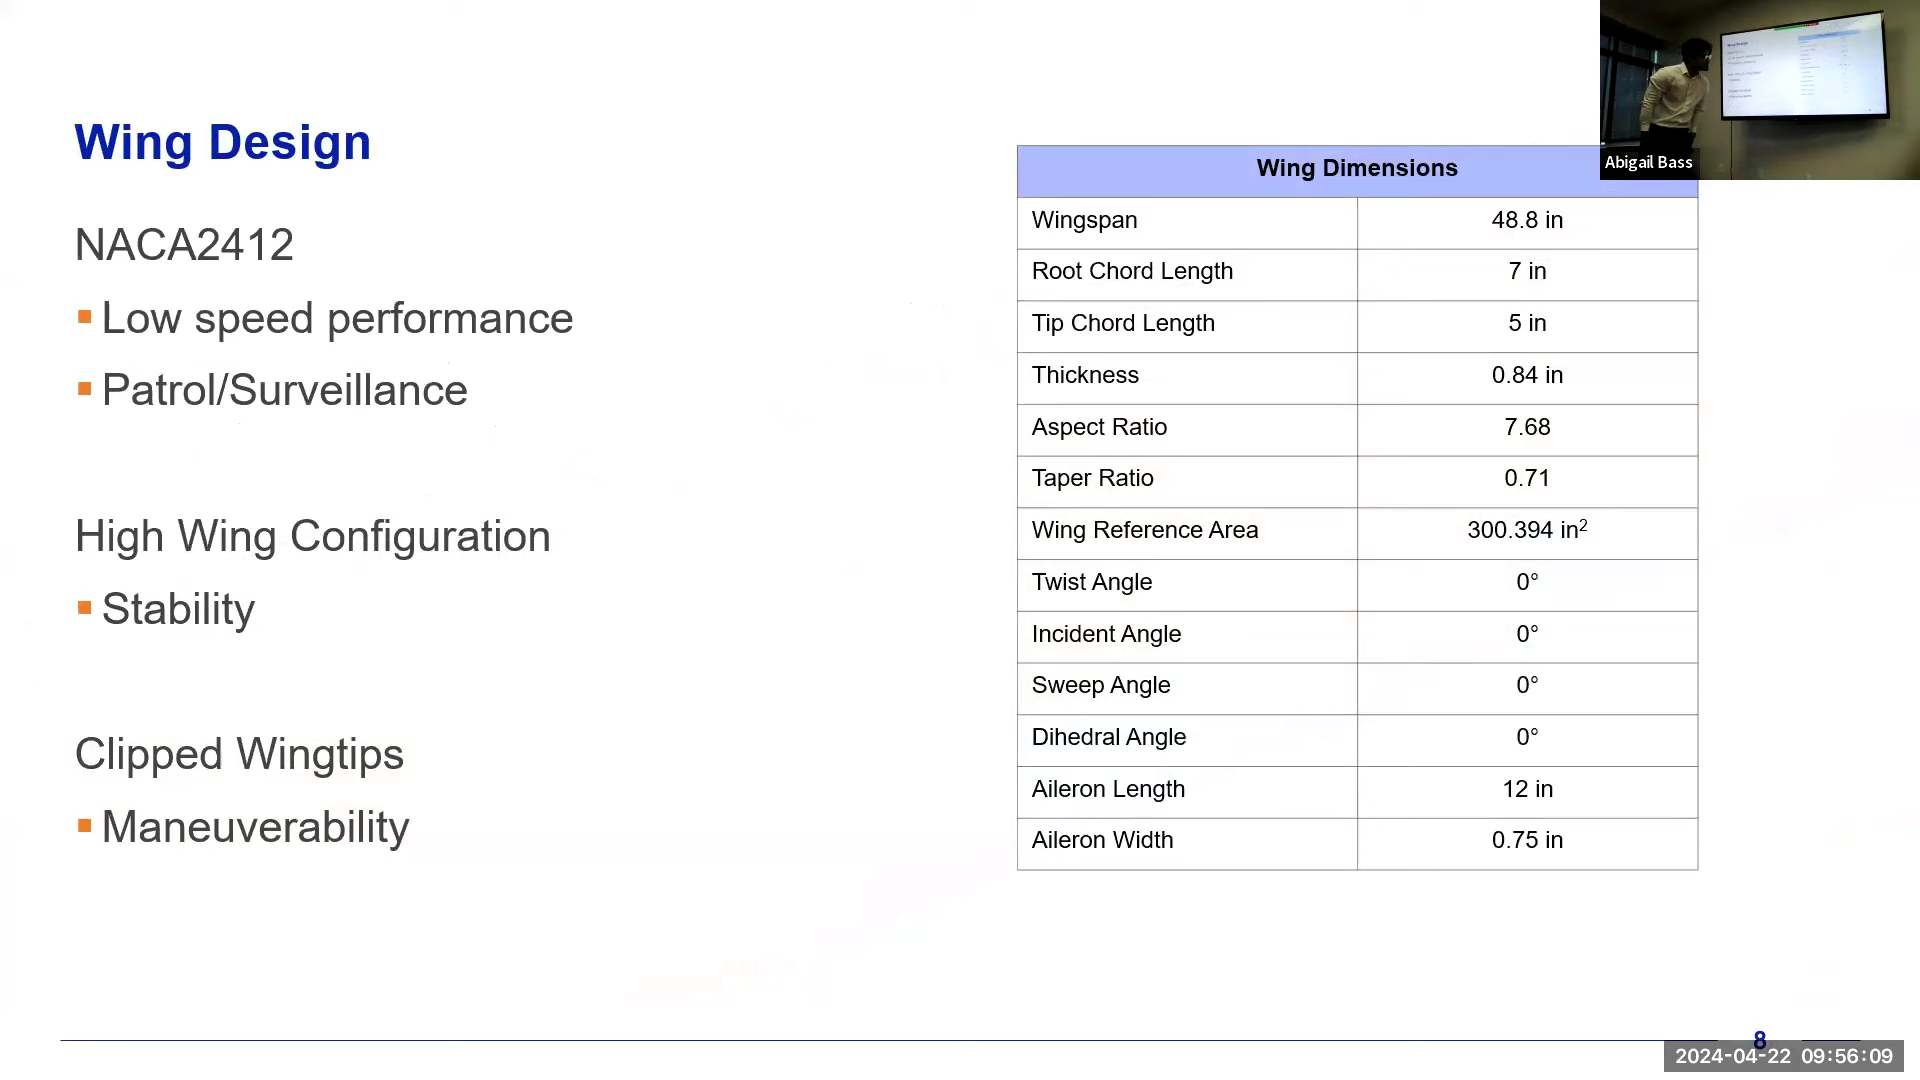 Wing Design
NACA2412
Low speed performance
Patrol/Surveillance
High Wing Configuration
Stability
Clipped Wingtips
Maneuverability
Wing Dimensions
Wingspan 48.8 in
Root Chord Length 7 in
Tip Chord Length 5 in
Thickness 0.84 in
Aspect Ratio 7.68
Taper Ratio 0.71
Wing Reference Area 300.394 in²
Twist Angle 0°
Incident Angle 0°
Sweep Angle 0°
Dihedral Angle 0°
Aileron Length 12 in
Aileron Width 0.75 in
Abigail Bass
8
2024-04-22 09:56:09